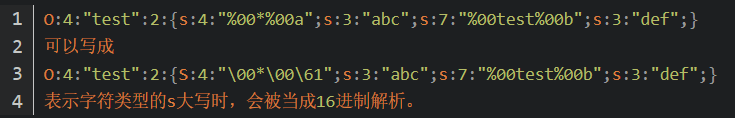 1 O:4:"test":2:{s:4:"%00*%00a";s:3:"abc";s:7:"%00test%00b";s:3:"def";}
2 可以写成
3 O:4:"test":2:{S:4:"\00*\00\61";s:3:"abc";s:7:"%00test%00b";s:3:"def";}
4 表示字符类型的s大写时，会被当成16进制解析。